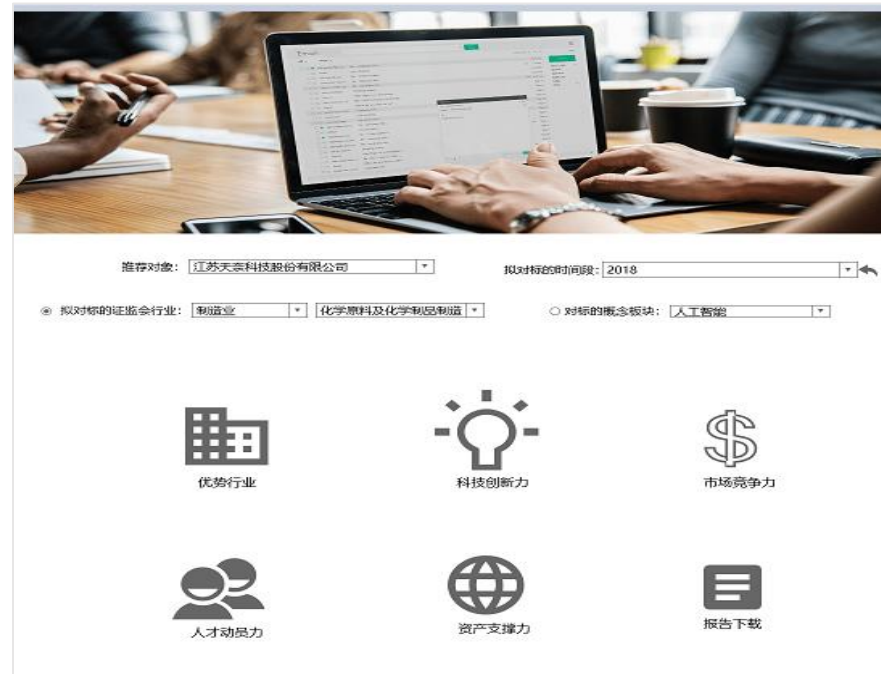 推荐对象： 江苏天奈科技股份有限公司 拟对标的时间段： 2018
拟对标的证监会行业： 制造业 化学原料及化学制品制造 对标的概念板块： 人工智能
优势行业 科技创新力 市场竞争力
人才动员力 资产支撑力 报告下载